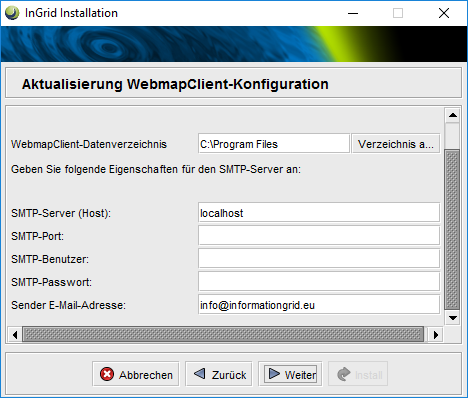 InGrid Installation
Aktualisierung WebmapClient-Konfiguration
WebmapClient-Datenverzeichnis C:\Program Files Verzeichnis a...
Geben Sie folgende Eigenschaften für den SMTP-Server an:
SMTP-Server (Host): localhost
SMTP-Port:
SMTP-Benutzer:
SMTP-Passwort:
Sender E-Mail-Adresse: info@informationgrid.eu
Abbrechen Zurück Weiter Install